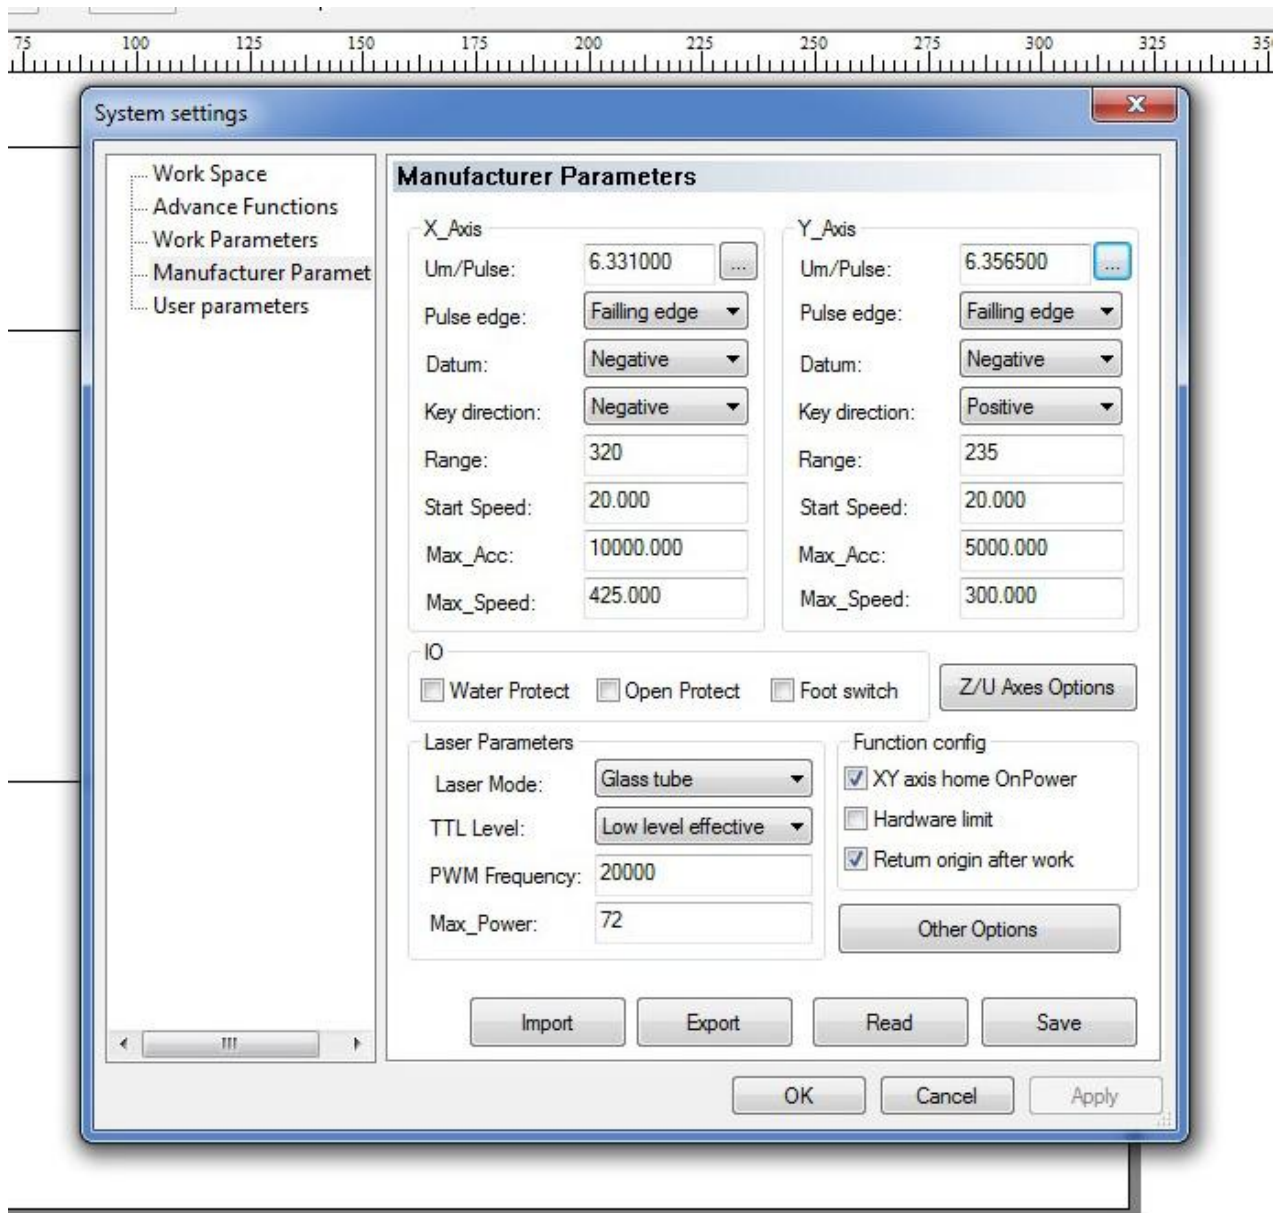 75 100 125 150 175 200 225 250 275 300 325 35
System settings
Work Space
Advance Functions
Work Parameters
Manufacturer Paramet
User parameters
Manufacturer Parameters
X_Axis
Um/Pulse: 6.331000 ...
Pulse edge: Failling edge
Datum: Negative
Key direction: Negative
Range: 320
Start Speed: 20.000
Max_Acc: 10000.000
Max_Speed: 425.000
Y_Axis
Um/Pulse: 6.356500 ...
Pulse edge: Failling edge
Datum: Negative
Key direction: Positive
Range: 235
Start Speed: 20.000
Max_Acc: 5000.000
Max_Speed: 300.000
IO
Water Protect Open Protect Foot switch
Z/U Axes Options
Laser Parameters
Laser Mode: Glass tube
TTL Level: Low level effective
PWM Frequency: 20000
Max_Power: 72
Function config
XY axis home OnPower
Hardware limit
Return origin after work
Other Options
Import Export Read Save
OK Cancel Apply